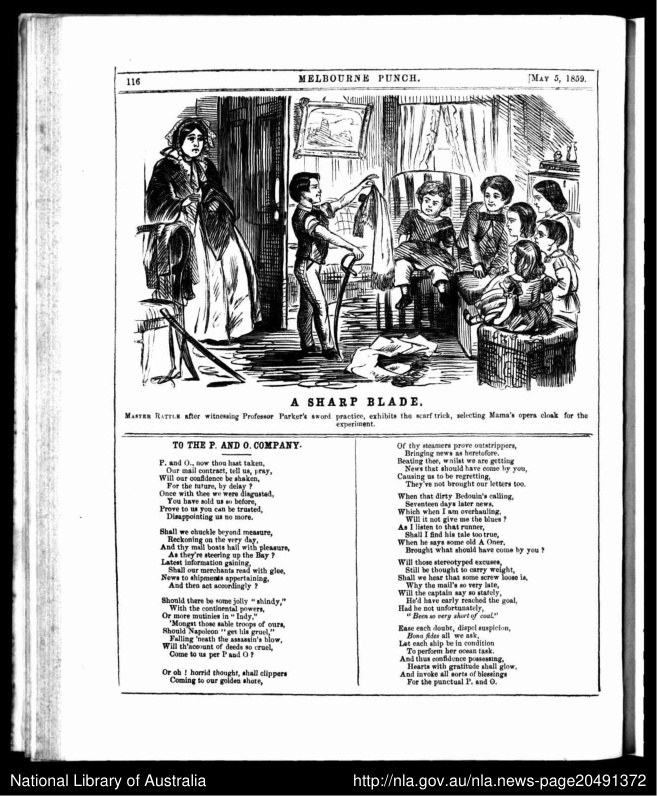 116
MELBOURNE PUNCH.
[MAY 5, 1859.
A SHARP BLADE.
MASTER RATTLE after witnessing Professor Parker's sword practice, exhibits the scarf trick, selecting Mama's opera cloak for the
experiment.
TO THE P. AND O. COMPANY.
P. and O., now thou hast taken,
Our mail contract, tell us, pray,
Will our confidence be shaken,
For the future, by delay ?
Once with thee we were disgusted,
You have sold us so before,
Prove to us you can be trusted,
Disappointing us no more.
Shall we chuckle beyond measure,
Reckoning on the very day,
And thy mail boats hail with pleasure,
As they're steering up the Bay ?
Latest information gaining,
Shall our merchants read with glee,
News to shipments appertaining,
And then act accordingly ?
Should there be some jolly "shindy,"
With the continental powers,
Or more mutinies in "Indy,"
'Mongst those sable troops of ours,
Should Napoleon "get his gruel,"
Falling 'neath the assassin's blow,
Will th'account of deeds so cruel,
Come to us per P and O ?
Or oh ! horrid thought, shall clippers
Coming to our golden shore,
Of thy steamers prove outstrippers,
Bringing news as heretofore.
Beating thee, whilst we are getting
News that should have come by you,
Causing us to be regretting,
They've not brought our letters too.
When that dirty Bedouin's calling,
Seventeen days later news,
Which when I am overhauling,
Will it not give me the blues ?
As I listen to that runner,
Shall I find his tale too true,
When he says some old A Oner,
Brought what should have come by you ?
Will those stereotyped excuses,
Still be thought to carry weight,
Shall we hear that some screw loose is,
Why the mail's so very late,
Will the captain say so stately,
He'd have early reached the goal,
Had he not unfortunately,
"Been so very short of coal."
Ease each doubt, dispel suspicion,
Bona fides all we ask,
Let each ship be in condition
To perform her ocean task.
And thus confidence possessing,
Hearts with gratitude shall glow,
And invoke all sorts of blessings
For the punctual P. and O.
National Library of Australia
http://nla.gov.au/nla.news-page20491372